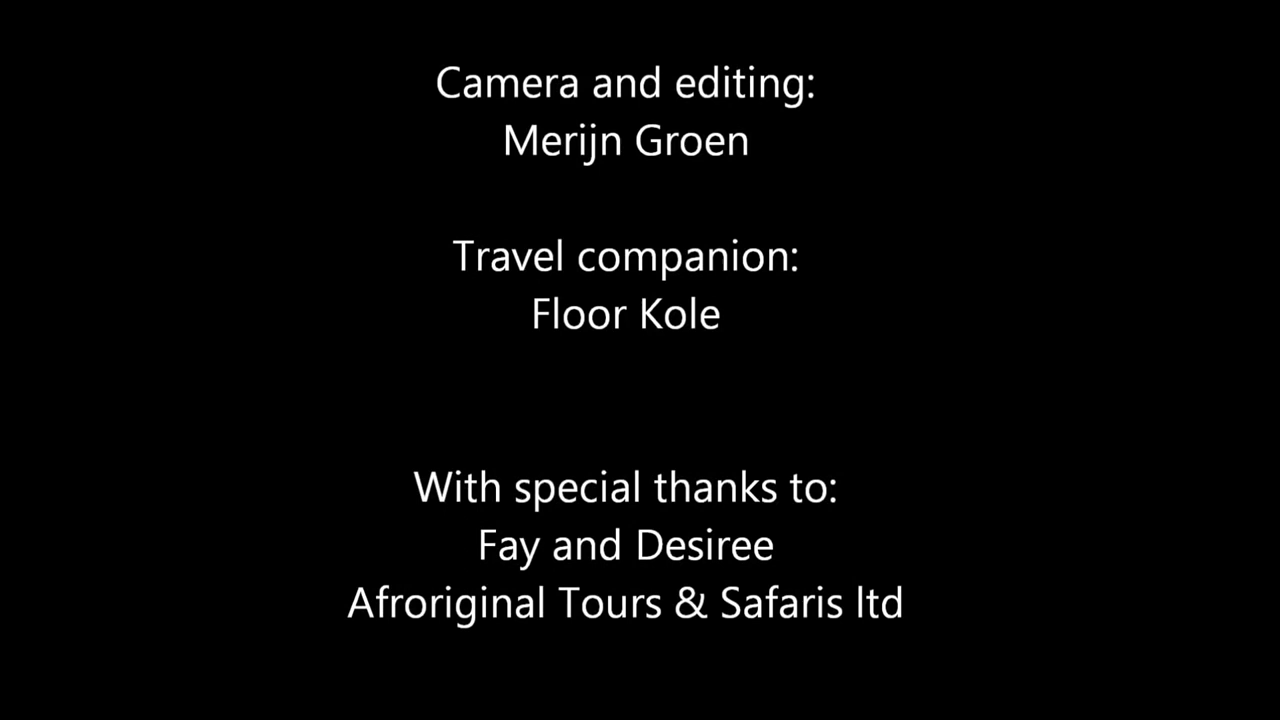 Camera and editing:
Merijn Groen
Travel companion:
Floor Kole
With special thanks to:
Fay and Desiree
Afroriginal Tours & Safaris ltd